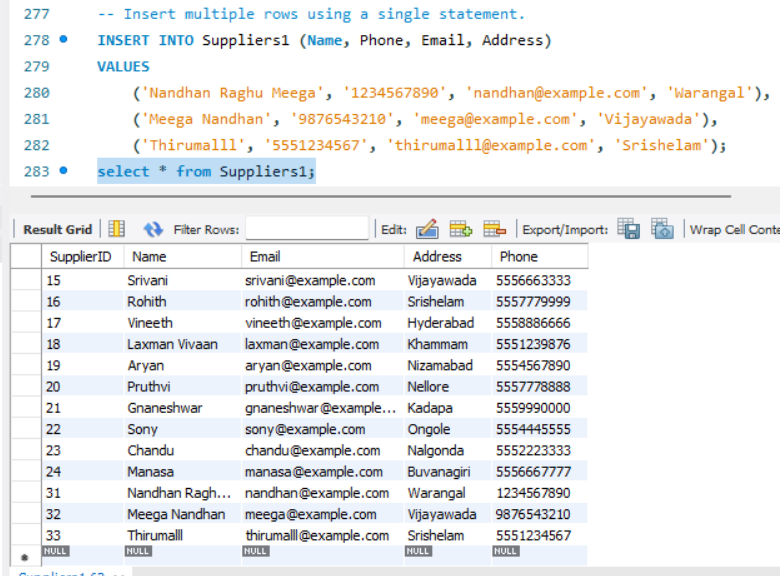 277 -- Insert multiple rows using a single statement.
278 INSERT INTO Suppliers1 (Name, Phone, Email, Address)
279 VALUES
280 ('Nandhan Raghu Meega', '1234567890', 'nandhan@example.com', 'Warangal'),
281 ('Meega Nandhan', '9876543210', 'meega@example.com', 'Vijayawada'),
282 ('Thirumalll', '5551234567', 'thirumalll@example.com', 'Srishelam');
283 select * from Suppliers1;
Result Grid Filter Rows: Edit: Export/Import: Wrap Cell Conte
SupplierID Name Email Address Phone
15 Srivani srivani@example.com Vijayawada 5556663333
16 Rohith rohith@example.com Srishelam 5557779999
17 Vineeth vineeth@example.com Hyderabad 5558886666
18 Laxman Vivaan laxman@example.com Khammam 5551239876
19 Aryan aryan@example.com Nizamabad 5554567890
20 Pruthvi pruthvi@example.com Nellore 5557778888
21 Gnaneshwar gnaneshwar@example... Kadapa 5559990000
22 Sony sony@example.com Ongole 5554445555
23 Chandu chandu@example.com Nalgonda 5552223333
24 Manasa manasa@example.com Buvanagiri 5556667777
31 Nandhan Ragh... nandhan@example.com Warangal 1234567890
32 Meega Nandhan meega@example.com Vijayawada 9876543210
33 Thirumalll thirumalll@example.com Srishelam 5551234567
NULL NULL NULL NULL NULL